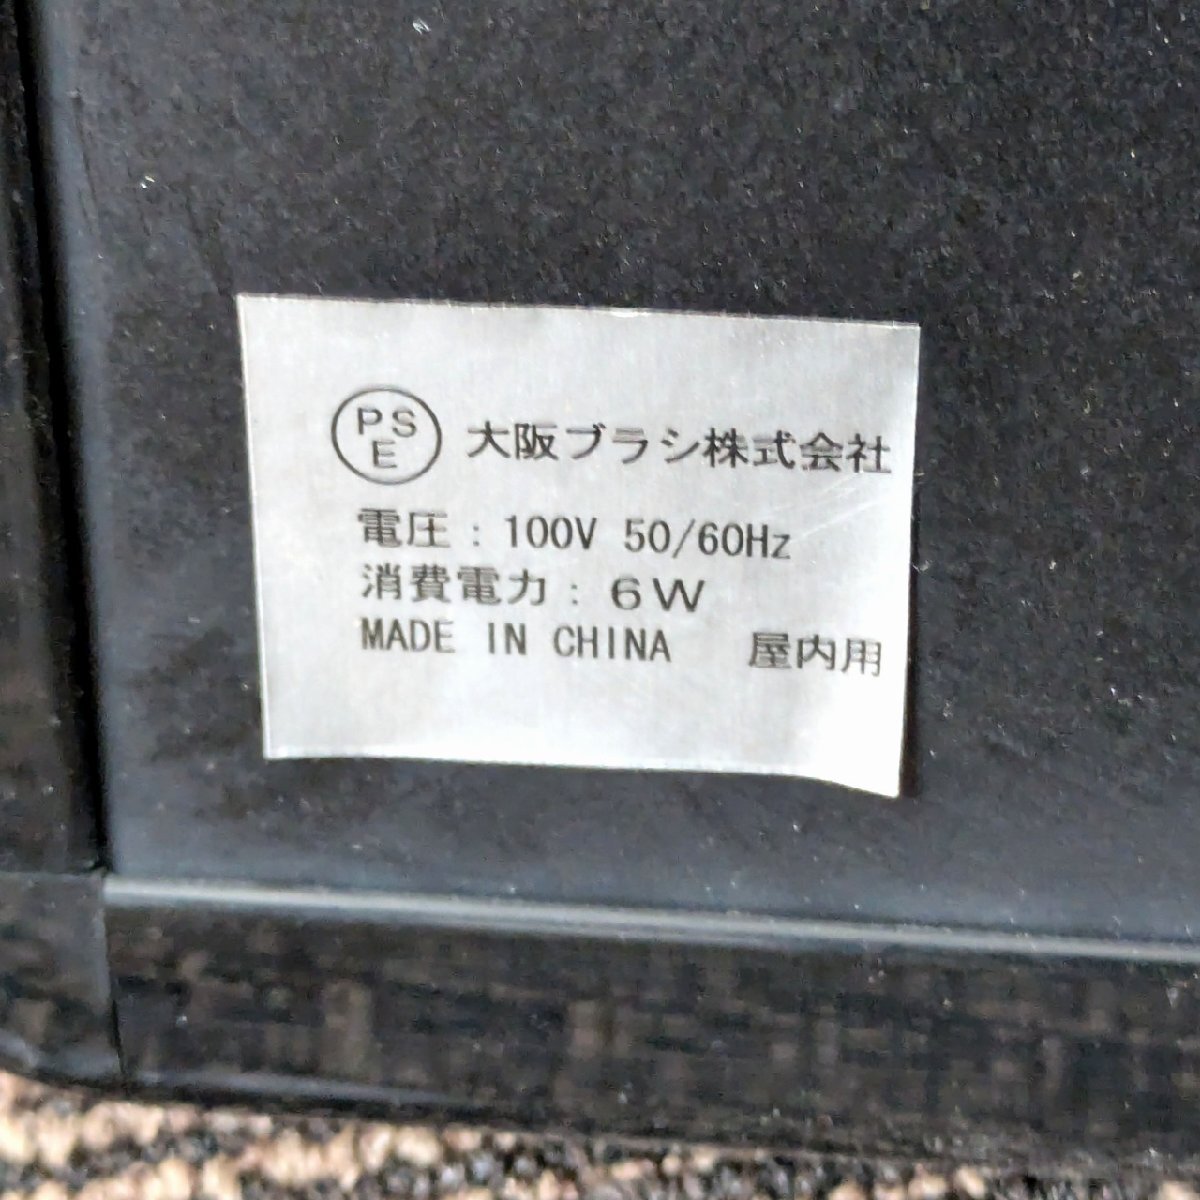 PSE 大阪ブラシ株式会社
電圧：100V 50/60Hz
消費電力：6W
MADE IN CHINA 屋内用